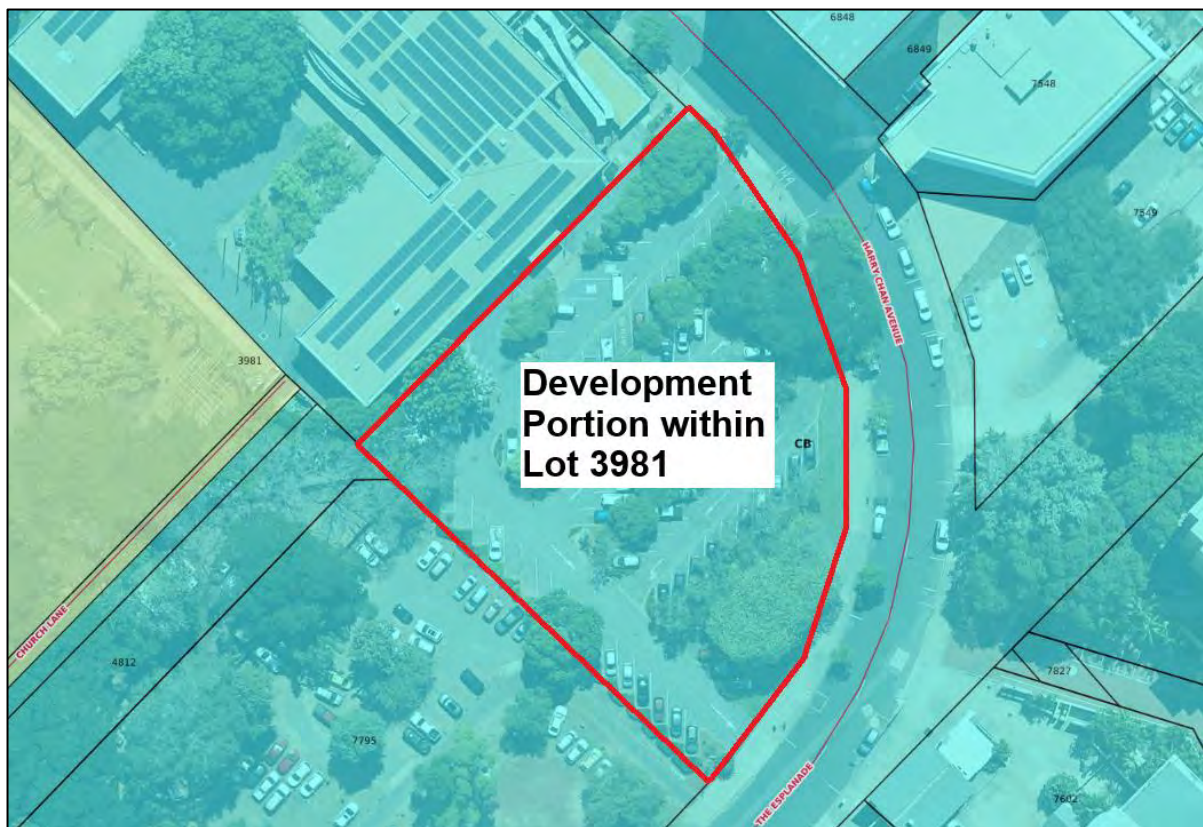 6848
6849
7548
7549
HARRY CHAN AVENUE
3981
Development
Portion within
Lot 3981
CB
CHURCH LANE
4812
7827
7795
THE ESPLANADE
7602